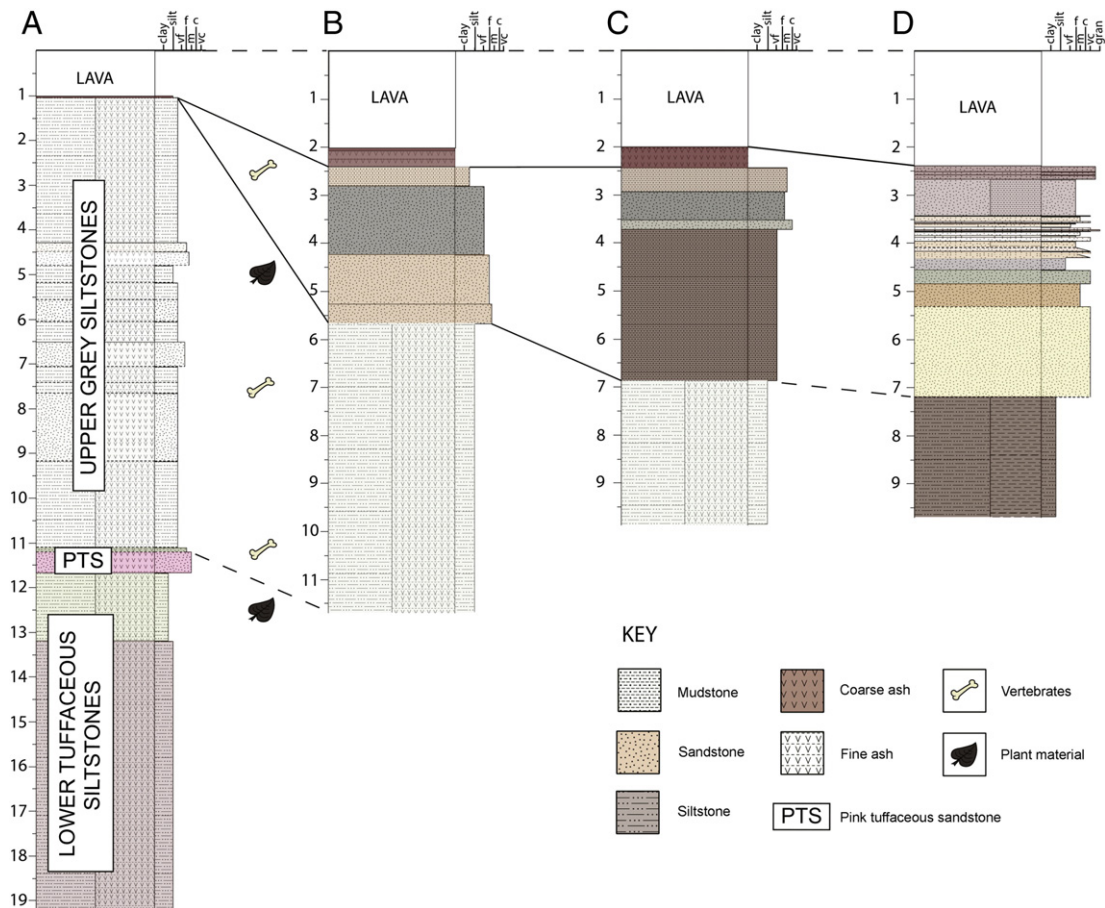 A
clay
silt
vf
f
m
c
vc
B
clay
silt
vf
f
m
c
vc
C
clay
silt
vf
f
m
c
vc
D
clay
silt
vf
f
m
c
vc
gran
LAVA
1
2
3
4
5
6
7
8
9
10
11
12
13
14
15
16
17
18
19
UPPER GREY SILTSTONES
PTS
LOWER TUFFACEOUS
SILTSTONES
LAVA
1
2
3
4
5
6
7
8
9
10
11
LAVA
1
2
3
4
5
6
7
8
9
LAVA
1
2
3
4
5
6
7
8
9
KEY
Mudstone
Coarse ash
Vertebrates
Sandstone
Fine ash
Plant material
Siltstone
PTS
Pink tuffaceous sandstone